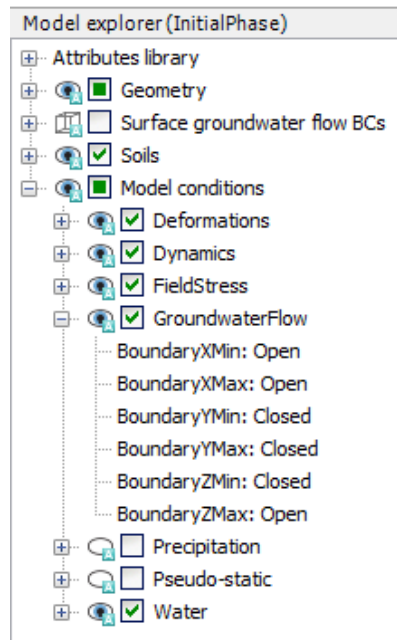 Model explorer (InitialPhase)
Attributes library
Geometry
Surface groundwater flow BCs
Soils
Model conditions
Deformations
Dynamics
FieldStress
GroundwaterFlow
BoundaryXMin: Open
BoundaryXMax: Open
BoundaryYMin: Closed
BoundaryYMax: Closed
BoundaryZMin: Closed
BoundaryZMax: Open
Precipitation
Pseudo-static
Water